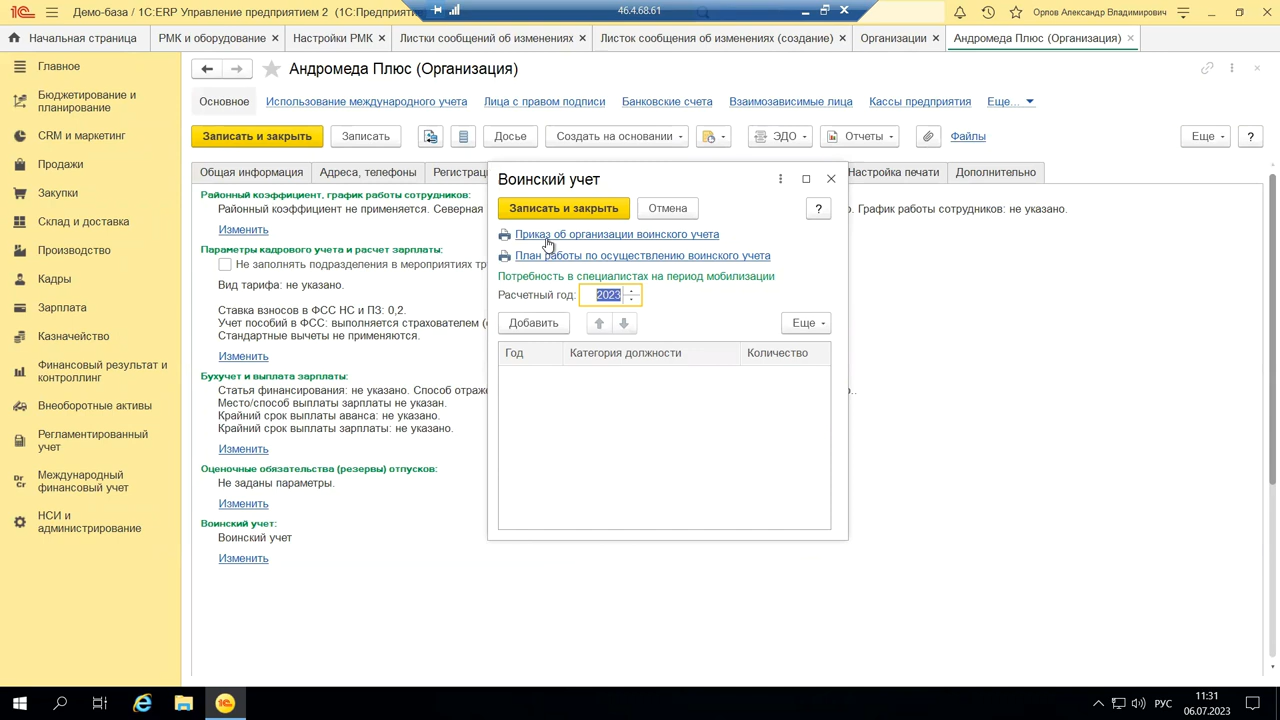 Демо-база / 1С:ERP Управление предприятием 2 (1С:Предприяти
46.4.68.61
Орлов Александр Владимирович
Начальная страница
РМК и оборудование
Настройки РМК
Листки сообщений об изменениях
Листок сообщения об изменениях (создание)
Организации
Андромеда Плюс (Организация)
Главное
Бюджетирование и
планирование
CRM и маркетинг
Продажи
Закупки
Склад и доставка
Производство
Кадры
Зарплата
Казначейство
Финансовый результат и
контроллинг
Внеоборотные активы
Регламентированный
учет
Dr
Cr
Международный
финансовый учет
НСИ и
администрирование
Андромеда Плюс (Организация)
Основное
Использование международного учета
Лица с правом подписи
Банковские счета
Взаимозависимые лица
Кассы предприятия
Еще...
Записать и закрыть
Записать
Досье
Создать на основании
ЭДО
Отчеты
Файлы
Еще
?
Общая информация
Адреса, телефоны
Регистрац
Настройка печати
Дополнительно
Районный коэффициент, график работы сотрудников:
Районный коэффициент не применяется. Северная
о. График работы сотрудников: не указано.
Изменить
Параметры кадрового учета и расчет зарплаты:
Не заполнять подразделения в мероприятиях тр
Вид тарифа: не указано.
Ставка взносов в ФСС НС и ПЗ: 0,2.
Учет пособий в ФСС: выполняется страхователем (
Стандартные вычеты не применяются.
Изменить
Бухучет и выплата зарплаты:
Статья финансирования: не указано. Способ отраже
о..
Место/способ выплаты зарплаты не указан.
Крайний срок выплаты аванса: не указано.
Крайний срок выплаты зарплаты: не указано.
Изменить
Оценочные обязательства (резервы) отпусков:
Не заданы параметры.
Изменить
Воинский учет:
Воинский учет
Изменить
Воинский учет
Записать и закрыть
Отмена
?
Приказ об организации воинского учета
План работы по осуществлению воинского учета
Потребность в специалистах на период мобилизации
Расчетный год: 2023
Добавить
Еще
Год
Категория должности
Количество
РУС
11:31
06.07.2023